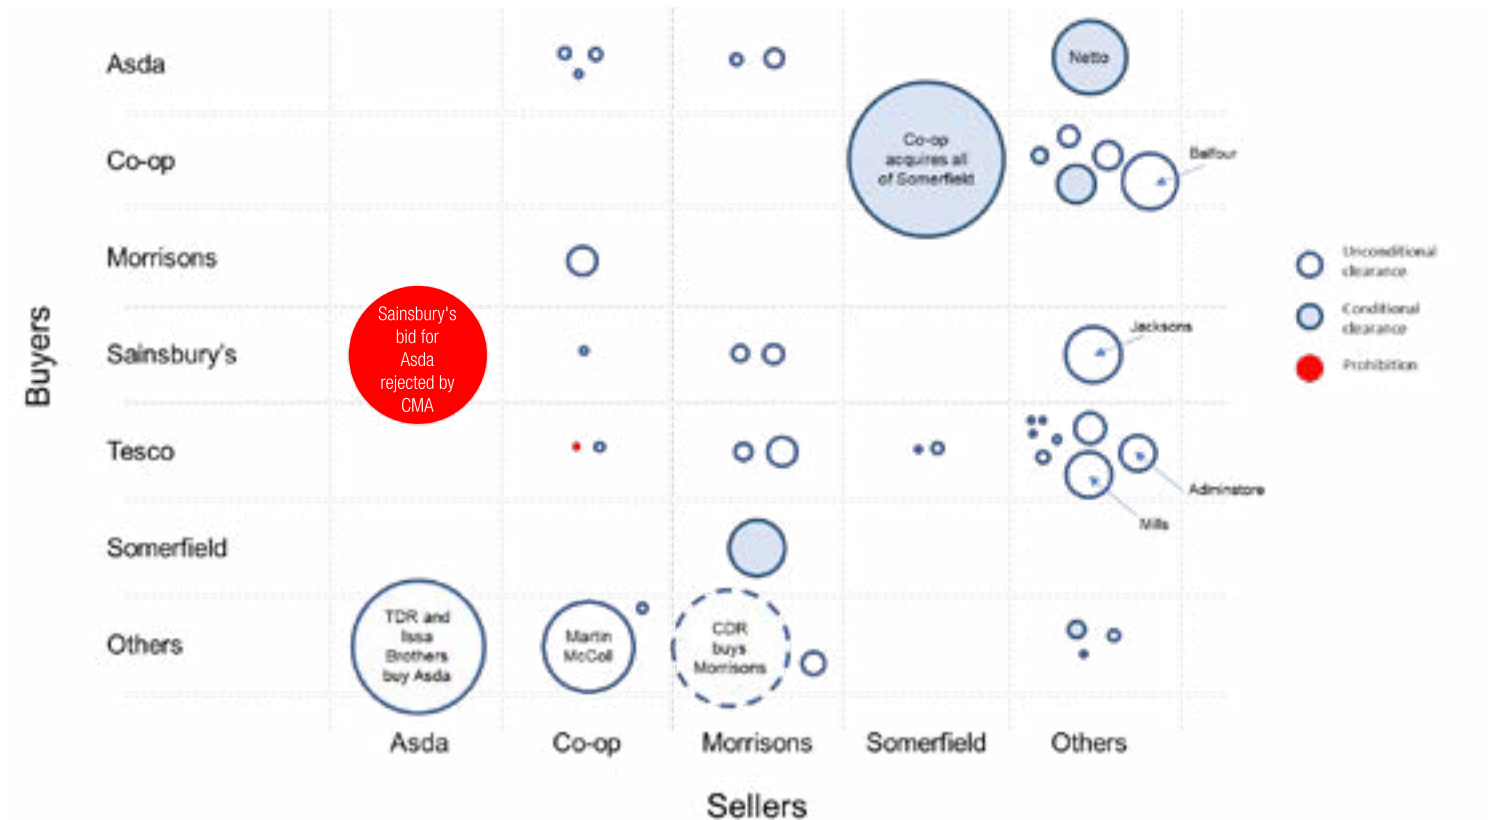 Asda
Netto
Co-op
Co-op
acquires all
of Somerfield
Balfour
Morrisons
Unconditional
clearance
Conditional
clearance
Prohibition
Buyers
Sainsbury's
Sainsbury's
bid for
Asda
rejected by
CMA
Jacksons
Tesco
Adminstore
Mills
Somerfield
Others
TDR and
Issa
Brothers
buy Asda
Martin
McColl
CDR
buys
Morrisons
Asda
Co-op
Morrisons
Somerfield
Others
Sellers